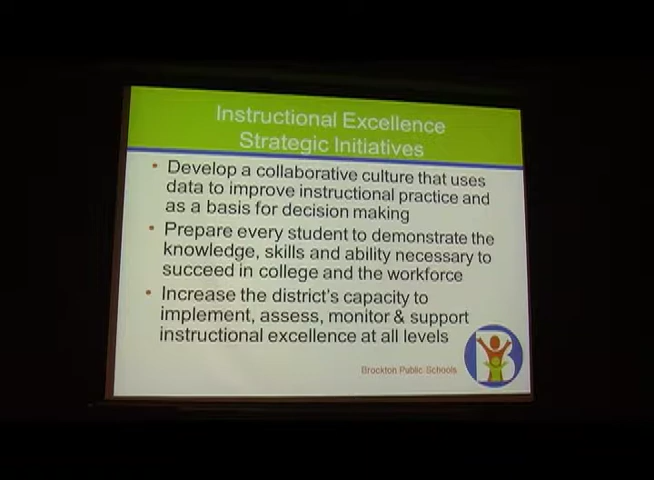 Instructional Excellence
Strategic Initiatives
• Develop a collaborative culture that uses
data to improve instructional practice and
as a basis for decision making
• Prepare every student to demonstrate the
knowledge, skills and ability necessary to
succeed in college and the workforce
• Increase the district's capacity to
implement, assess, monitor & support
instructional excellence at all levels
Brockton Public Schools
B